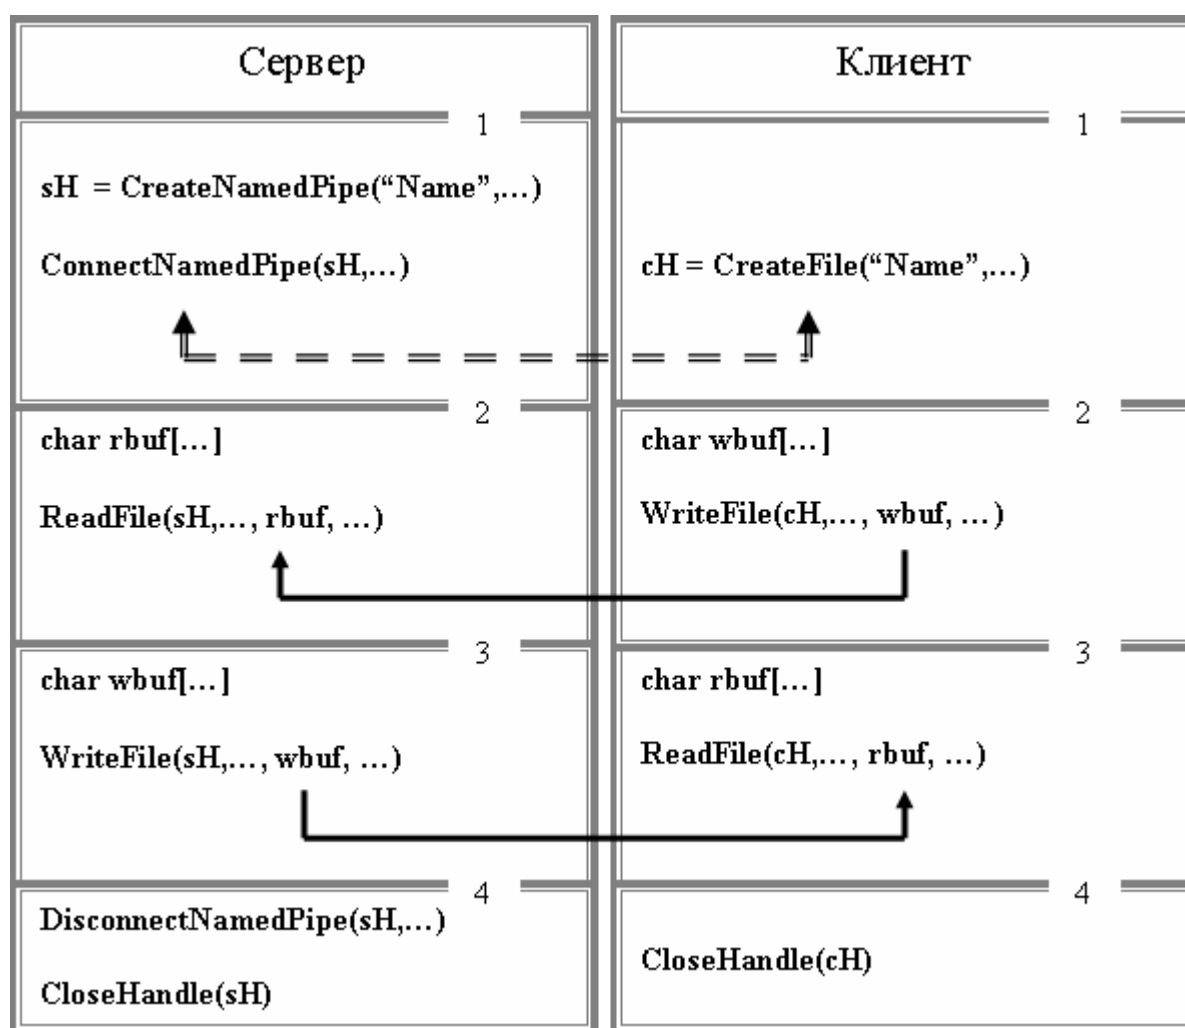 Сервер
1
sH = CreateNamedPipe(“Name”,…)
ConnectNamedPipe(sH,…)
2
char rbuf[…]
ReadFile(sH,…, rbuf, …)
3
char wbuf[…]
WriteFile(sH,…, wbuf, …)
4
DisconnectNamedPipe(sH,…)
CloseHandle(sH)
Клиент
1
cH = CreateFile(“Name”,…)
2
char wbuf[…]
WriteFile(cH,…, wbuf, …)
3
char rbuf[…]
ReadFile(cH,…, rbuf, …)
4
CloseHandle(cH)